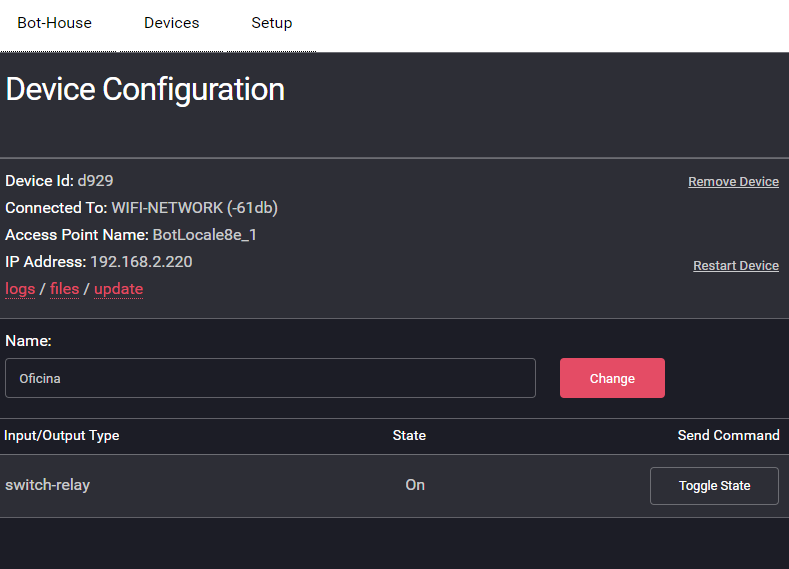 Bot-House Devices Setup
Device Configuration
Device Id: d929
Remove Device
Connected To: WIFI-NETWORK (-61db)
Access Point Name: BotLocale8e_1
IP Address: 192.168.2.220
Restart Device
logs / files / update
Name:
Oficina
Change
Input/Output Type State Send Command
switch-relay On Toggle State